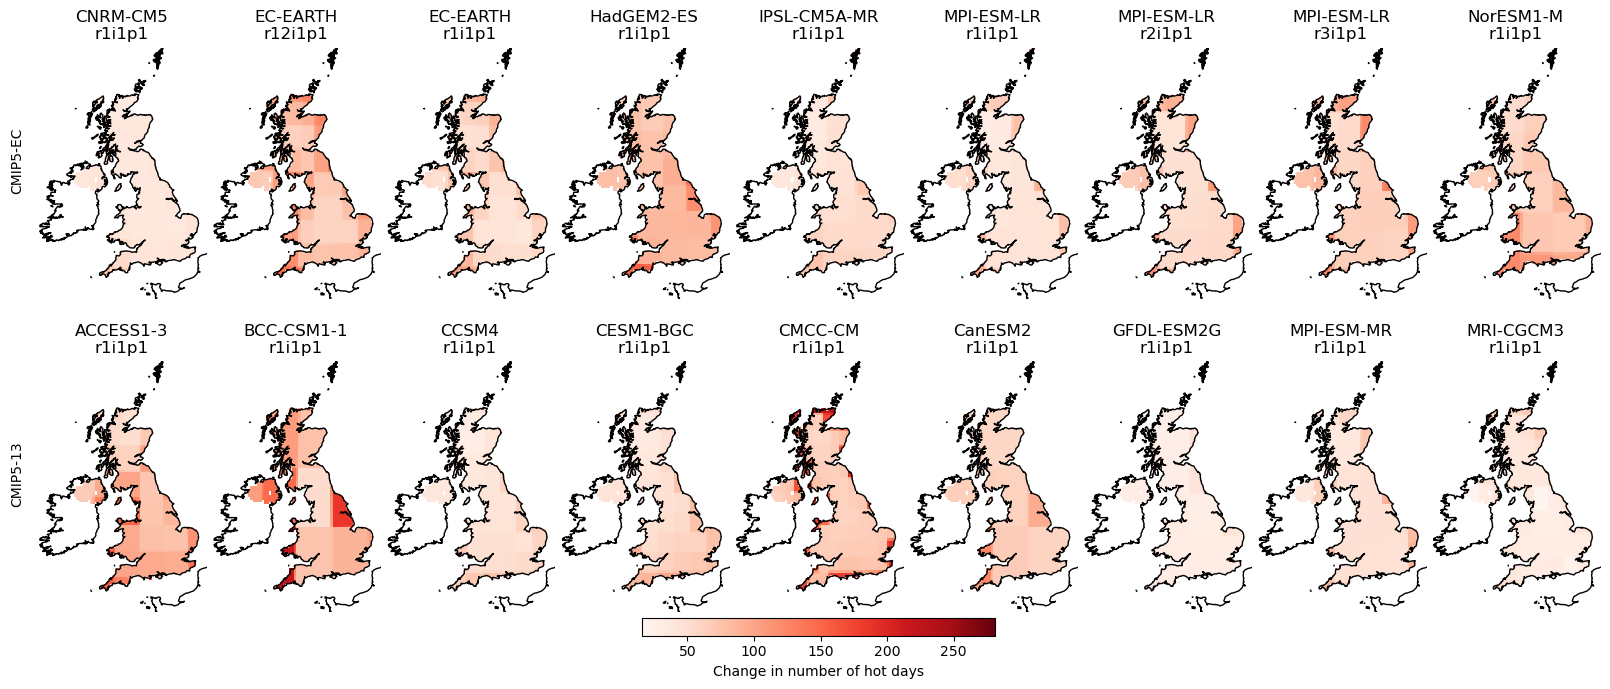 CNRM-CM5
r1i1p1
EC-EARTH
r12i1p1
EC-EARTH
r1i1p1
HadGEM2-ES
r1i1p1
IPSL-CM5A-MR
r1i1p1
MPI-ESM-LR
r1i1p1
MPI-ESM-LR
r2i1p1
MPI-ESM-LR
r3i1p1
NorESM1-M
r1i1p1
CMIP5-EC
ACCESS1-3
r1i1p1
BCC-CSM1-1
r1i1p1
CCSM4
r1i1p1
CESM1-BGC
r1i1p1
CMCC-CM
r1i1p1
CanESM2
r1i1p1
GFDL-ESM2G
r1i1p1
MPI-ESM-MR
r1i1p1
MRI-CGCM3
r1i1p1
CMIP5-13
50 100 150 200 250
Change in number of hot days